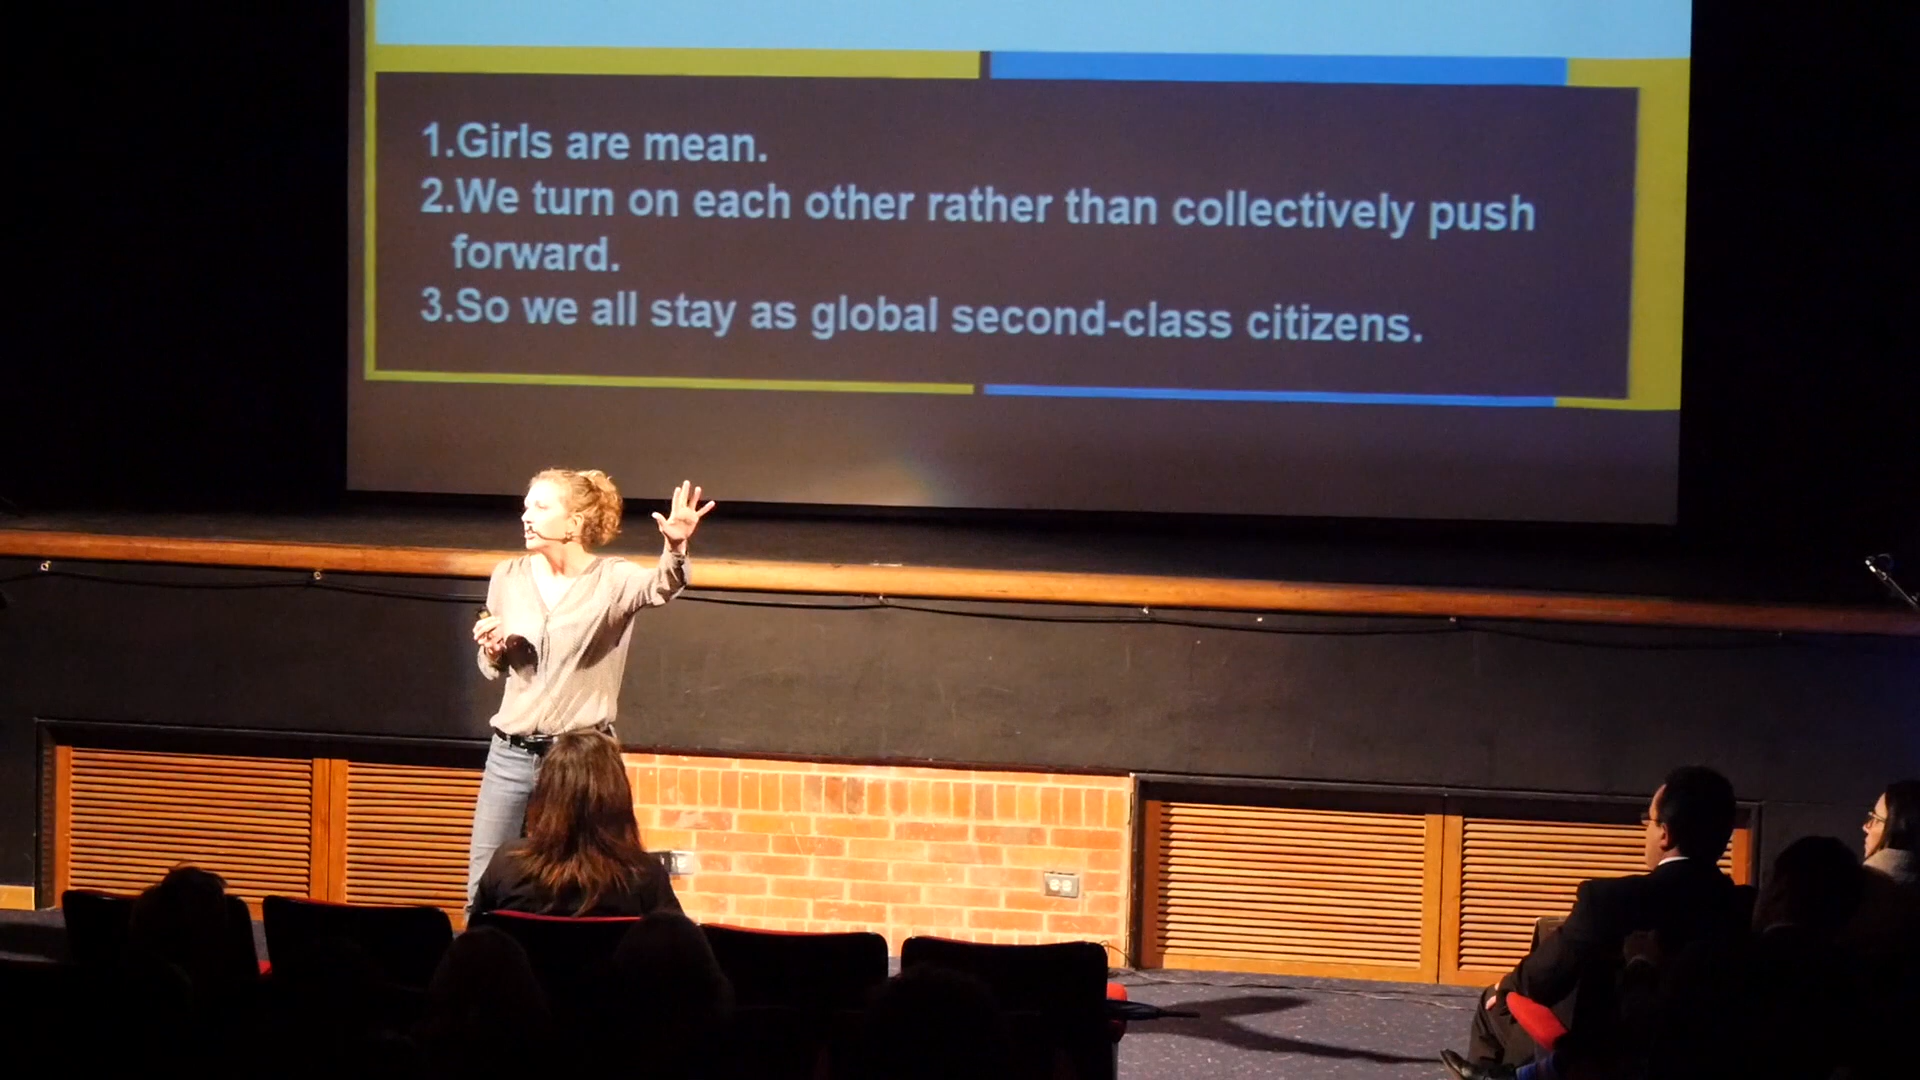 1.Girls are mean.
2.We turn on each other rather than collectively push
forward.
3.So we all stay as global second-class citizens.